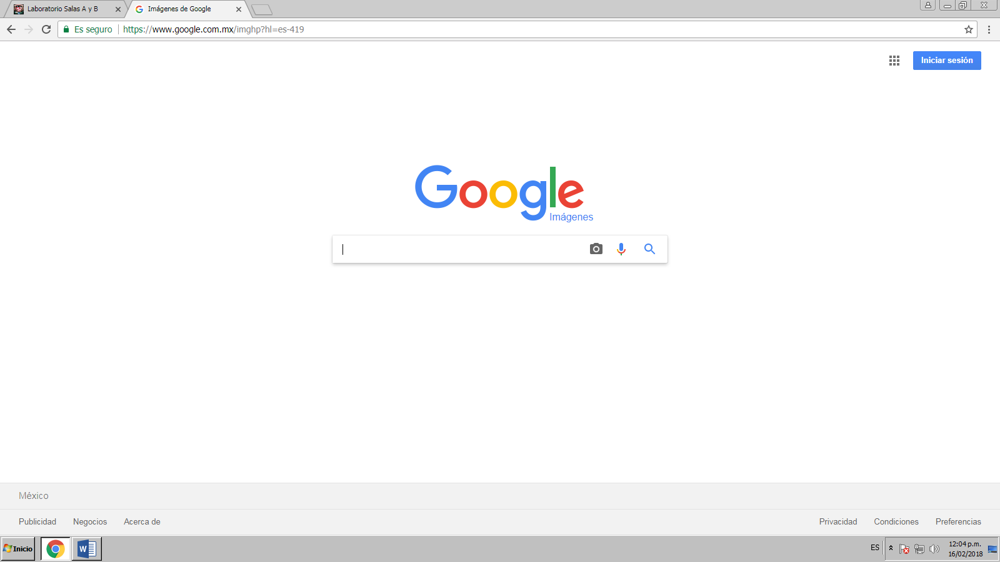 Laboratorio Salas A y B
Imágenes de Google
Es seguro
https://www.google.com.mx/imghp?hl=es-419
Iniciar sesión
Google
Imágenes
México
Publicidad Negocios Acerca de
Privacidad Condiciones Preferencias
Inicio
W
ES
12:04 p.m.
16/02/2018